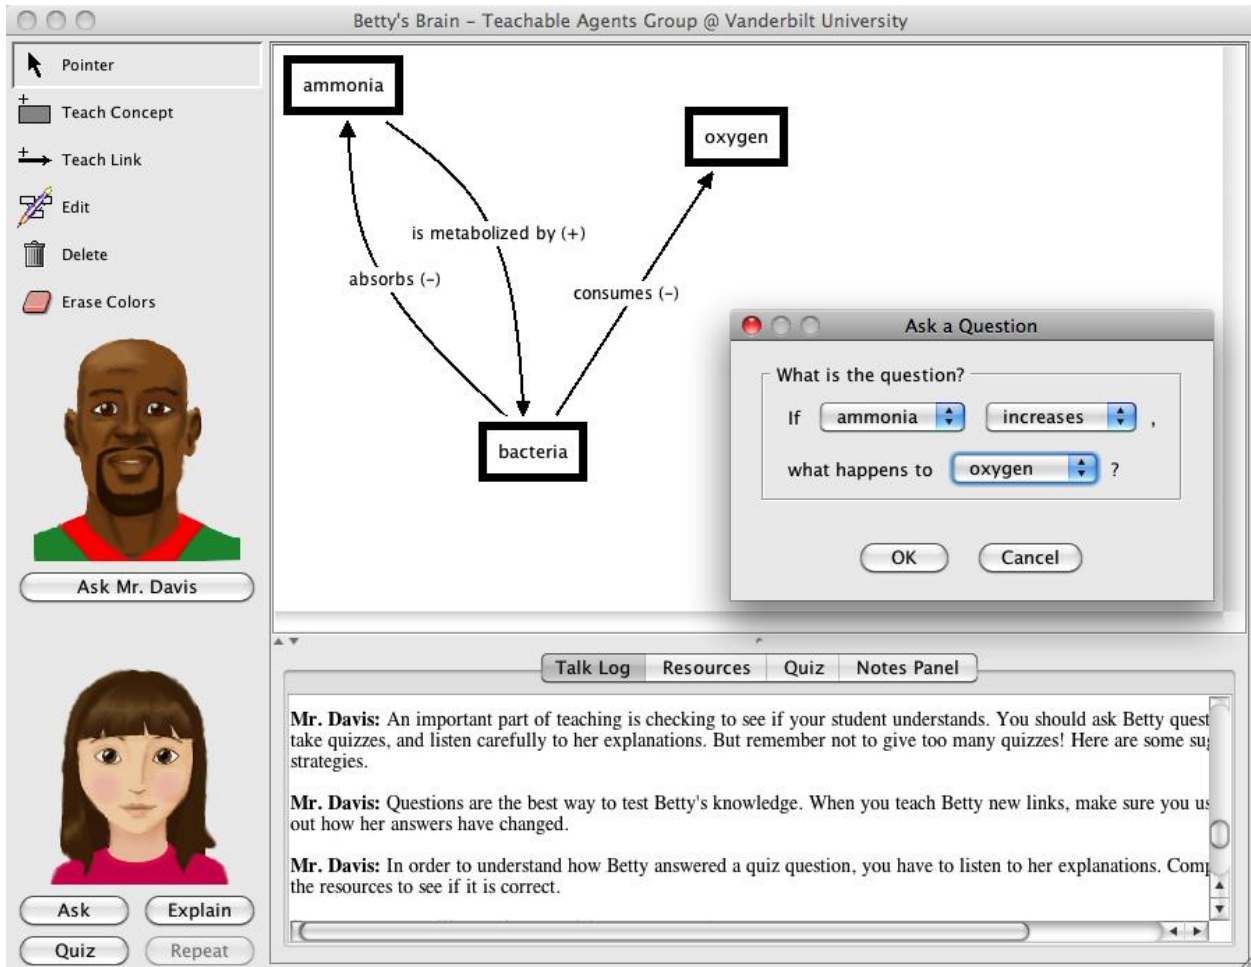 Betty's Brain – Teachable Agents Group @ Vanderbilt University
Pointer
Teach Concept
Teach Link
Edit
Delete
Erase Colors
Ask Mr. Davis
Ask
Explain
Quiz
Repeat
ammonia
oxygen
is metabolized by (+)
absorbs (-)
consumes (-)
bacteria
Ask a Question
What is the question?
If ammonia increases ,
what happens to oxygen ?
OK
Cancel
Talk Log
Resources
Quiz
Notes Panel
Mr. Davis: An important part of teaching is checking to see if your student understands. You should ask Betty quest
take quizzes, and listen carefully to her explanations. But remember not to give too many quizzes! Here are some
strategies.
Mr. Davis: Questions are the best way to test Betty's knowledge. When you teach Betty new links, make sure you us
out how her answers have changed.
Mr. Davis: In order to understand how Betty answered a quiz question, you have to listen to her explanations. Comp
the resources to see if it is correct.